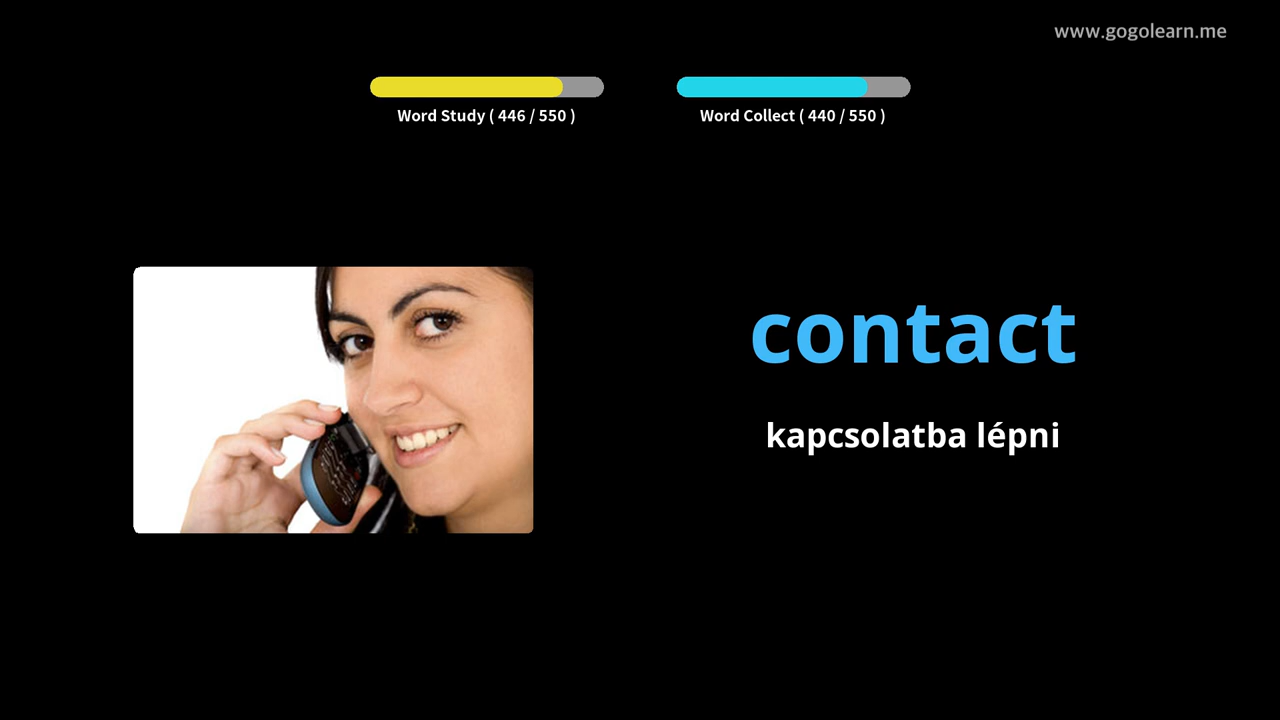 www.gogolearn.me
Word Study ( 446 / 550 )
Word Collect ( 440 / 550 )
contact
kapcsolatba lépni